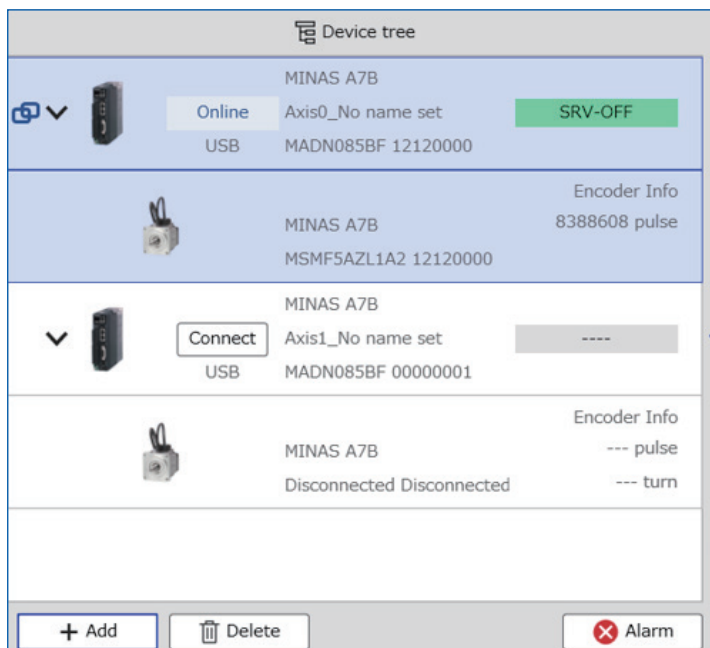 Device tree
MINAS A7B
Online Axis0_No name set SRV-OFF
USB MADN085BF 12120000
Encoder Info
MINAS A7B 8388608 pulse
MSMF5AZL1A2 12120000
MINAS A7B
Connect Axis1_No name set ----
USB MADN085BF 00000001
Encoder Info
MINAS A7B --- pulse
Disconnected Disconnected --- turn
+ Add Delete Alarm